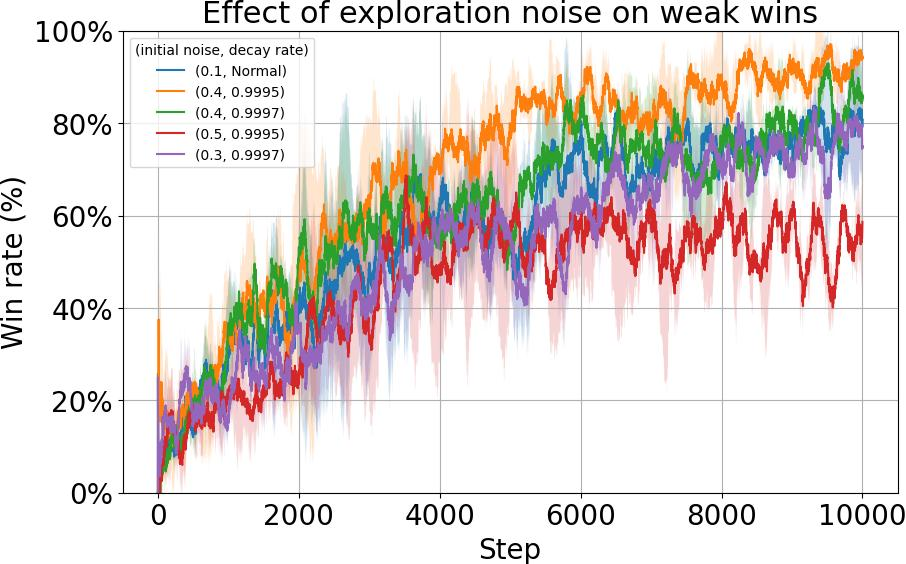 Effect of exploration noise on weak wins
100%
80%
60%
40%
20%
0%
Win rate (%)
(initial noise, decay rate)
(0.1, Normal)
(0.4, 0.9995)
(0.4, 0.9997)
(0.5, 0.9995)
(0.3, 0.9997)
0 2000 4000 6000 8000 10000
Step